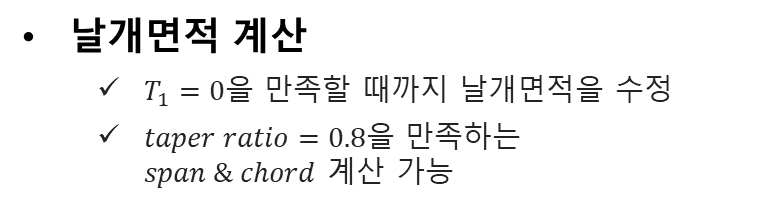 • 날개면적 계산
✓ T₁ = 0을 만족할 때까지 날개면적을 수정
✓ taper ratio = 0.8을 만족하는
span & chord 계산 가능